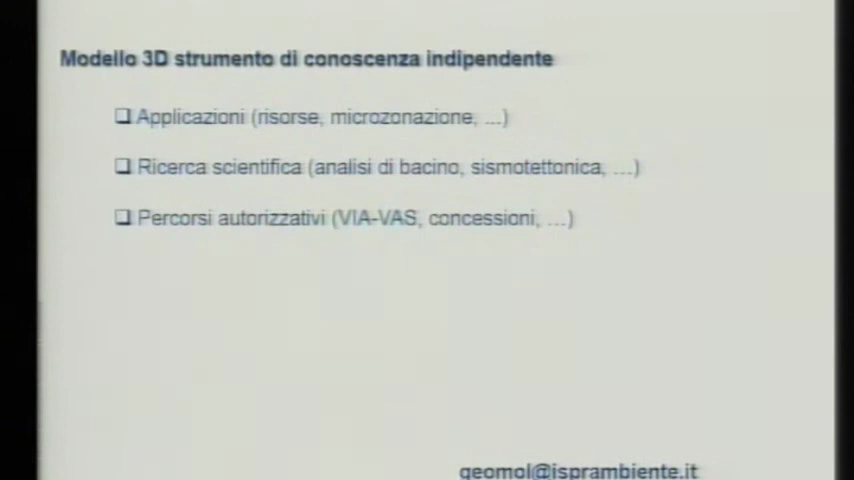 Modello 3D strumento di conoscenza indipendente
❑ Applicazioni (risorse, microzonazione, ...)
❑ Ricerca scientifica (analisi di bacino, sismotettonica, ...)
❑ Percorsi autorizzativi (VIA-VAS, concessioni, ...)
geomol@isprambiente.it